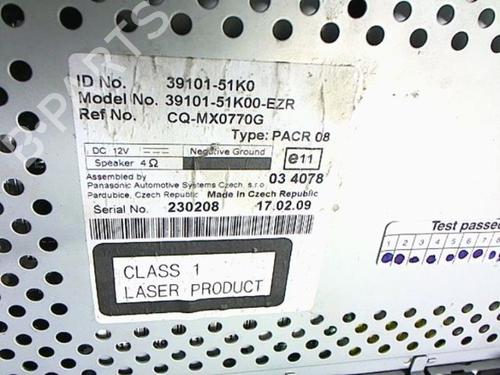 ID No. 39101-51K0
Model No. 39101-51K00-EZR
Ref No. CQ-MX0770G
Type: PACR 08
DC 12V Negative Ground
Speaker 4Ω
e11
Assembled by 03 4078
Panasonic Automotive Systems Czech, s.r.o
Pardubice, Czech Republic Made in Czech Republic
Serial No. 230208 17.02.09
Test passed
1 2 3 4 5 6 7 8
CLASS 1
LASER PRODUCT